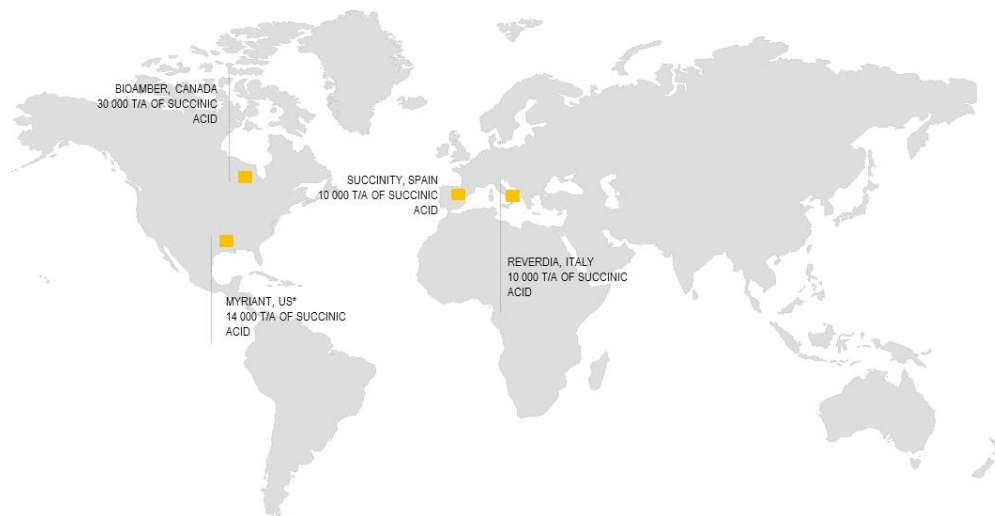 BIOAMBER, CANADA
30 000 T/A OF SUCCINIC
ACID
SUCCINITY, SPAIN
10 000 T/A OF SUCCINIC
ACID
REVERDIA, ITALY
10 000 T/A OF SUCCINIC
ACID
MYRIANT, US*
14 000 T/A OF SUCCINIC
ACID